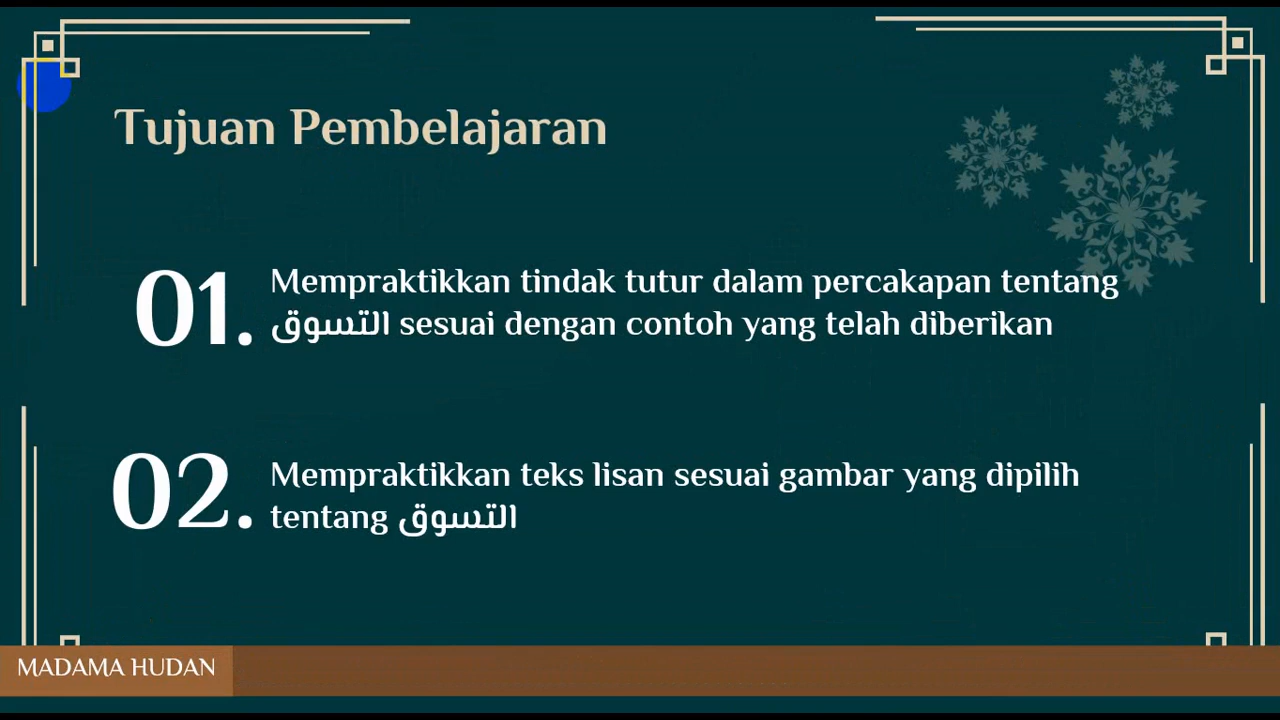 Tujuan Pembelajaran
01.
Mempraktikkan tindak tutur dalam percakapan tentang
التسوق sesuai dengan contoh yang telah diberikan
02.
Mempraktikkan teks lisan sesuai gambar yang dipilih
tentang التسوق
MADAMA HUDAN